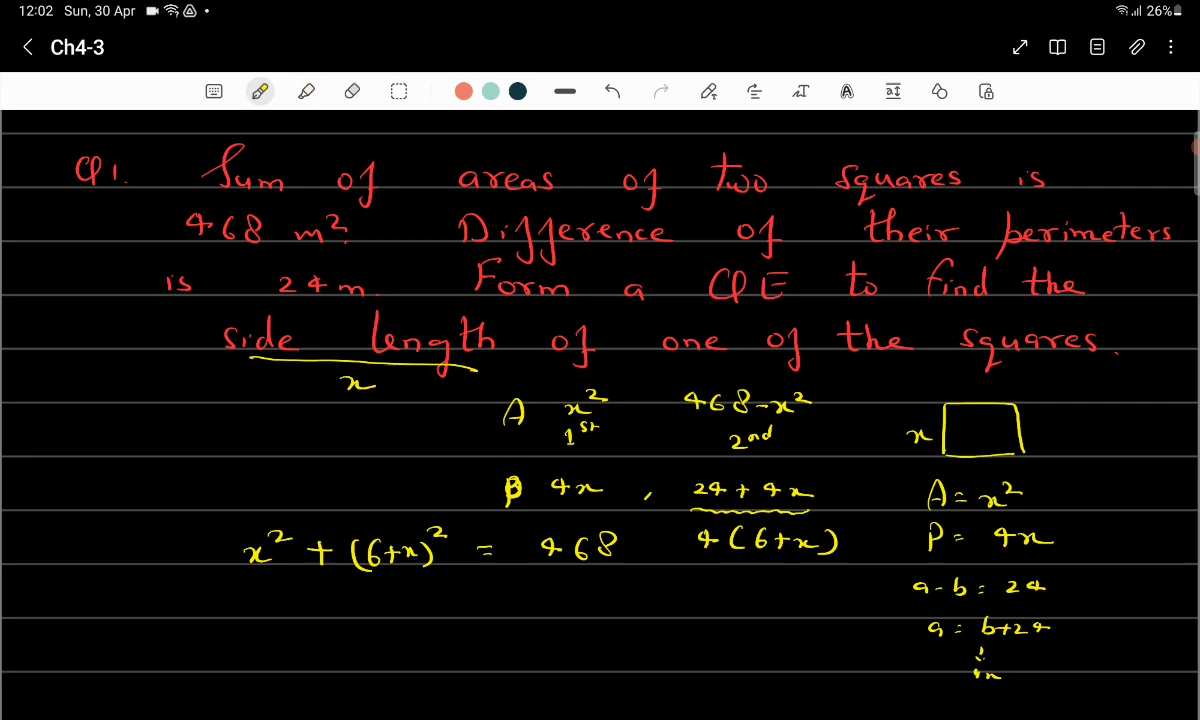 12:02 Sun, 30 Apr
26%
Ch4-3
Q1. Sum of areas of two squares is
468 m². Difference of their perimeters
is 24m. Form a QE to find the
side length of one of the squares.
x
A x² 468-x²
1st 2nd
x
P 4x , 24 + 4x
A = x²
x² + (6+x)² = 468
4(6+x)
P = 4x
a - b = 24
a = b+24
4x